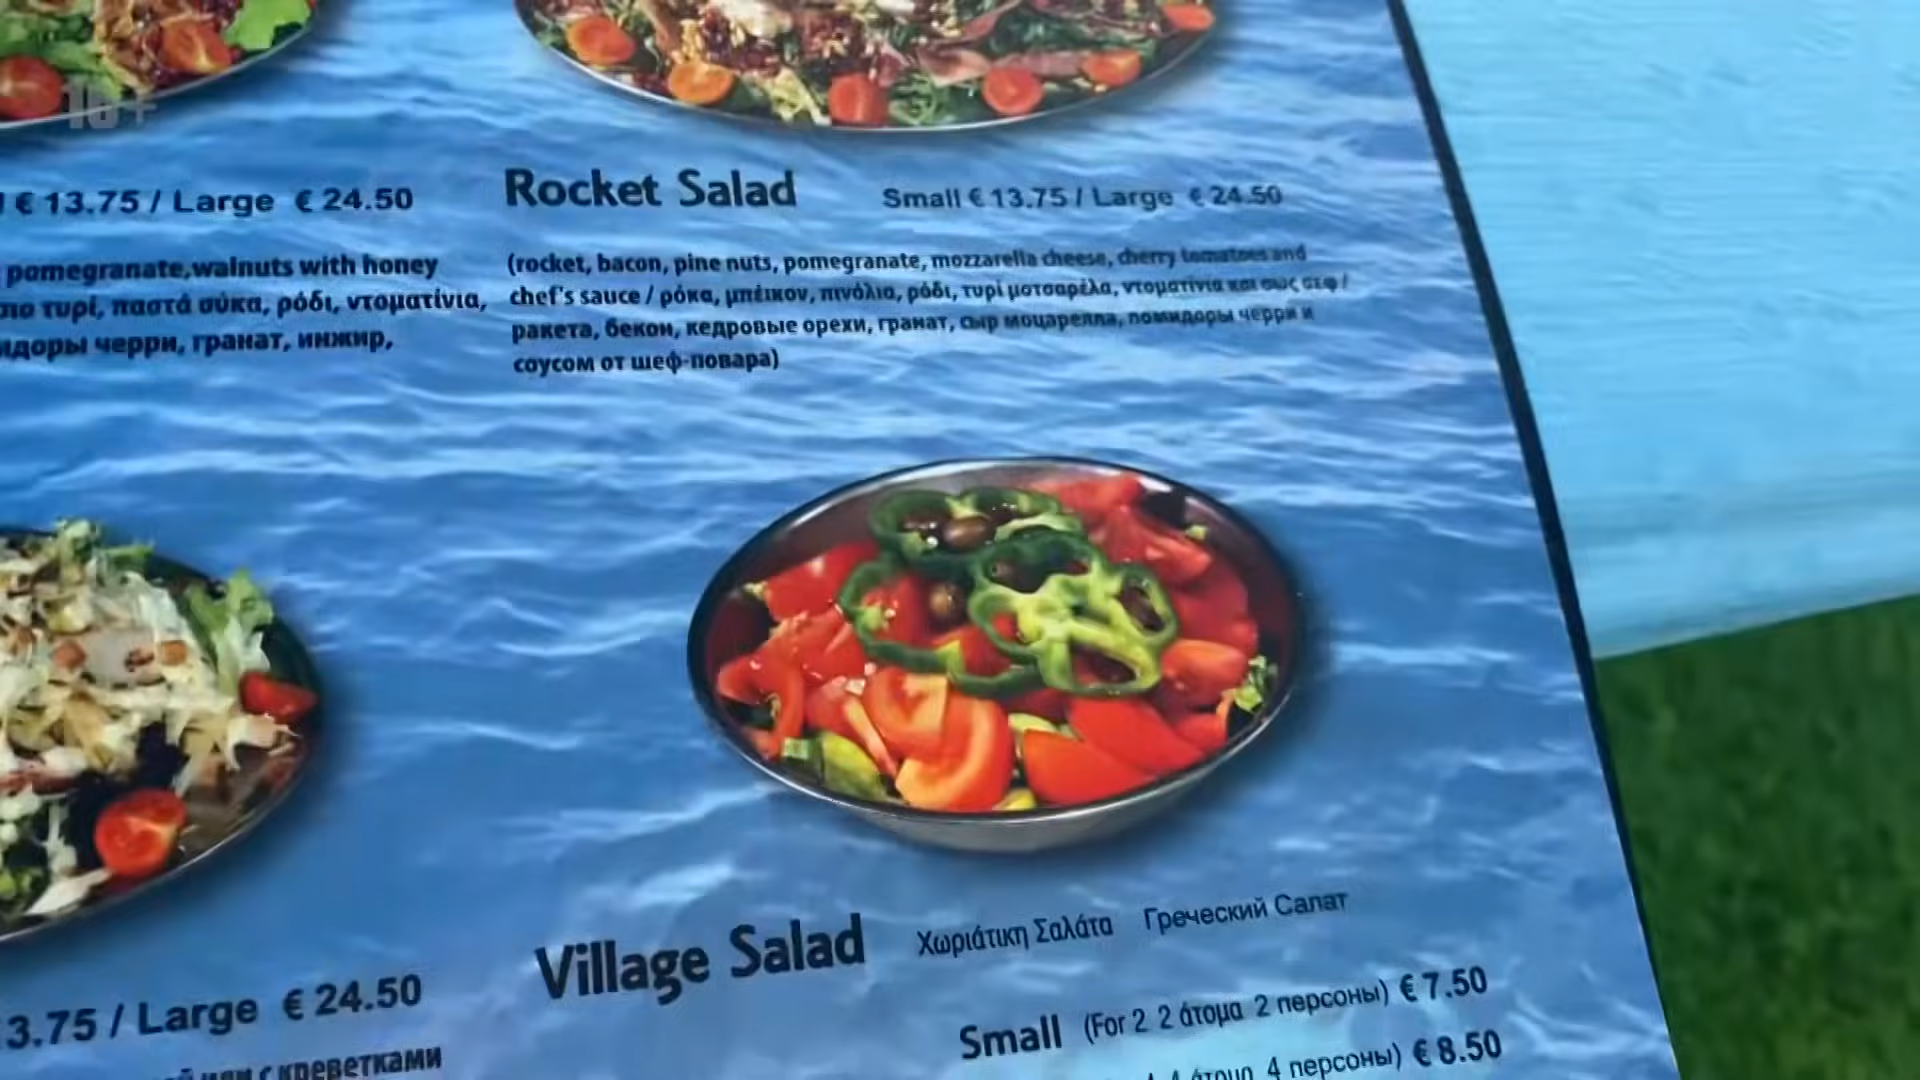 16+
€ 13.75 / Large € 24.50
pomegranate, walnuts with honey
τυρί, παστά σύκα, ρόδι, ντοματίνια,
черри, гранат, инжир,
Rocket Salad Small € 13.75 / Large € 24.50
(rocket, bacon, pine nuts, pomegranate, mozzarella cheese, cherry tomatoes and
chef's sauce / ρόκα, μπέικον, πινόλια, ρόδι, τυρί μοτσαρέλα, ντοματίνια και σως σεφ /
ракета, бекон, кедровые орехи, гранат, сыр моцарелла, помидоры черри и
соусом от шеф-повара)
3.75 / Large € 24.50
или с креветками
Village Salad Χωριάτικη Σαλάτα Греческий Салат
Small (For 2 2 άτομα 2 персоны) € 7.50
4 άτομα 4 персоны) € 8.50